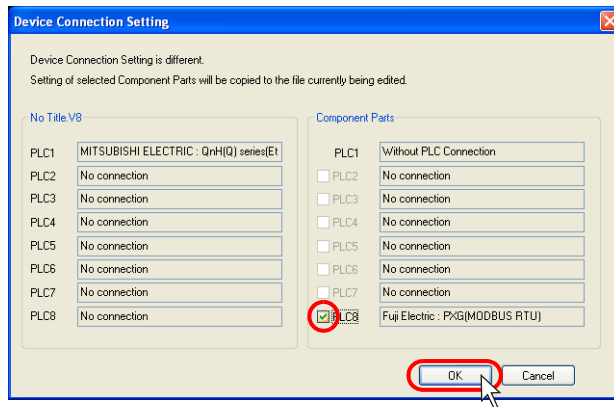 Device Connection Setting
Device Connection Setting is different.
Setting of selected Component Parts will be copied to the file currently being edited.
No Title.V8
PLC1 MITSUBISHI ELECTRIC : QnH(Q) series(Et
PLC2 No connection
PLC3 No connection
PLC4 No connection
PLC5 No connection
PLC6 No connection
PLC7 No connection
PLC8 No connection
Component Parts
PLC1 Without PLC Connection
PLC2 No connection
PLC3 No connection
PLC4 No connection
PLC5 No connection
PLC6 No connection
PLC7 No connection
PLC8 Fuji Electric : PXG(MODBUS RTU)
OK
Cancel